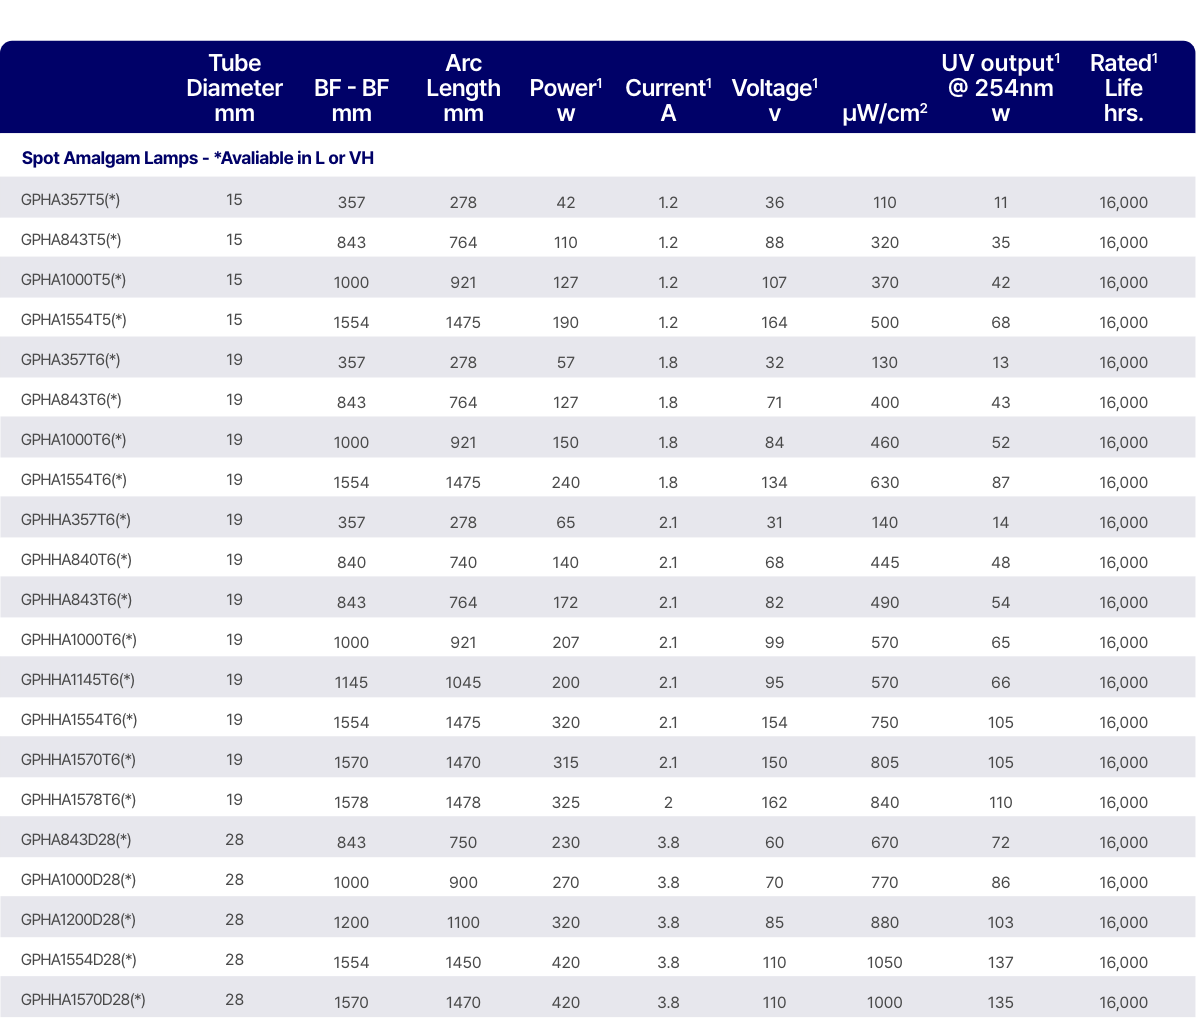 Tube Diameter mm BF - BF mm Arc Length mm Power¹ w Current¹ A Voltage¹ v µW/cm² UV output¹ @ 254nm w Rated¹ Life hrs.
Spot Amalgam Lamps - *Avaliable in L or VH
GPHA357T5(*) 15 357 278 42 1.2 36 110 11 16,000
GPHA843T5(*) 15 843 764 110 1.2 88 320 35 16,000
GPHA1000T5(*) 15 1000 921 127 1.2 107 370 42 16,000
GPHA1554T5(*) 15 1554 1475 190 1.2 164 500 68 16,000
GPHA357T6(*) 19 357 278 57 1.8 32 130 13 16,000
GPHA843T6(*) 19 843 764 127 1.8 71 400 43 16,000
GPHA1000T6(*) 19 1000 921 150 1.8 84 460 52 16,000
GPHA1554T6(*) 19 1554 1475 240 1.8 134 630 87 16,000
GPHHA357T6(*) 19 357 278 65 2.1 31 140 14 16,000
GPHHA840T6(*) 19 840 740 140 2.1 68 445 48 16,000
GPHHA843T6(*) 19 843 764 172 2.1 82 490 54 16,000
GPHHA1000T6(*) 19 1000 921 207 2.1 99 570 65 16,000
GPHHA1145T6(*) 19 1145 1045 200 2.1 95 570 66 16,000
GPHHA1554T6(*) 19 1554 1475 320 2.1 154 750 105 16,000
GPHHA1570T6(*) 19 1570 1470 315 2.1 150 805 105 16,000
GPHHA1578T6(*) 19 1578 1478 325 2 162 840 110 16,000
GPHA843D28(*) 28 843 750 230 3.8 60 670 72 16,000
GPHA1000D28(*) 28 1000 900 270 3.8 70 770 86 16,000
GPHA1200D28(*) 28 1200 1100 320 3.8 85 880 103 16,000
GPHA1554D28(*) 28 1554 1450 420 3.8 110 1050 137 16,000
GPHHA1570D28(*) 28 1570 1470 420 3.8 110 1000 135 16,000